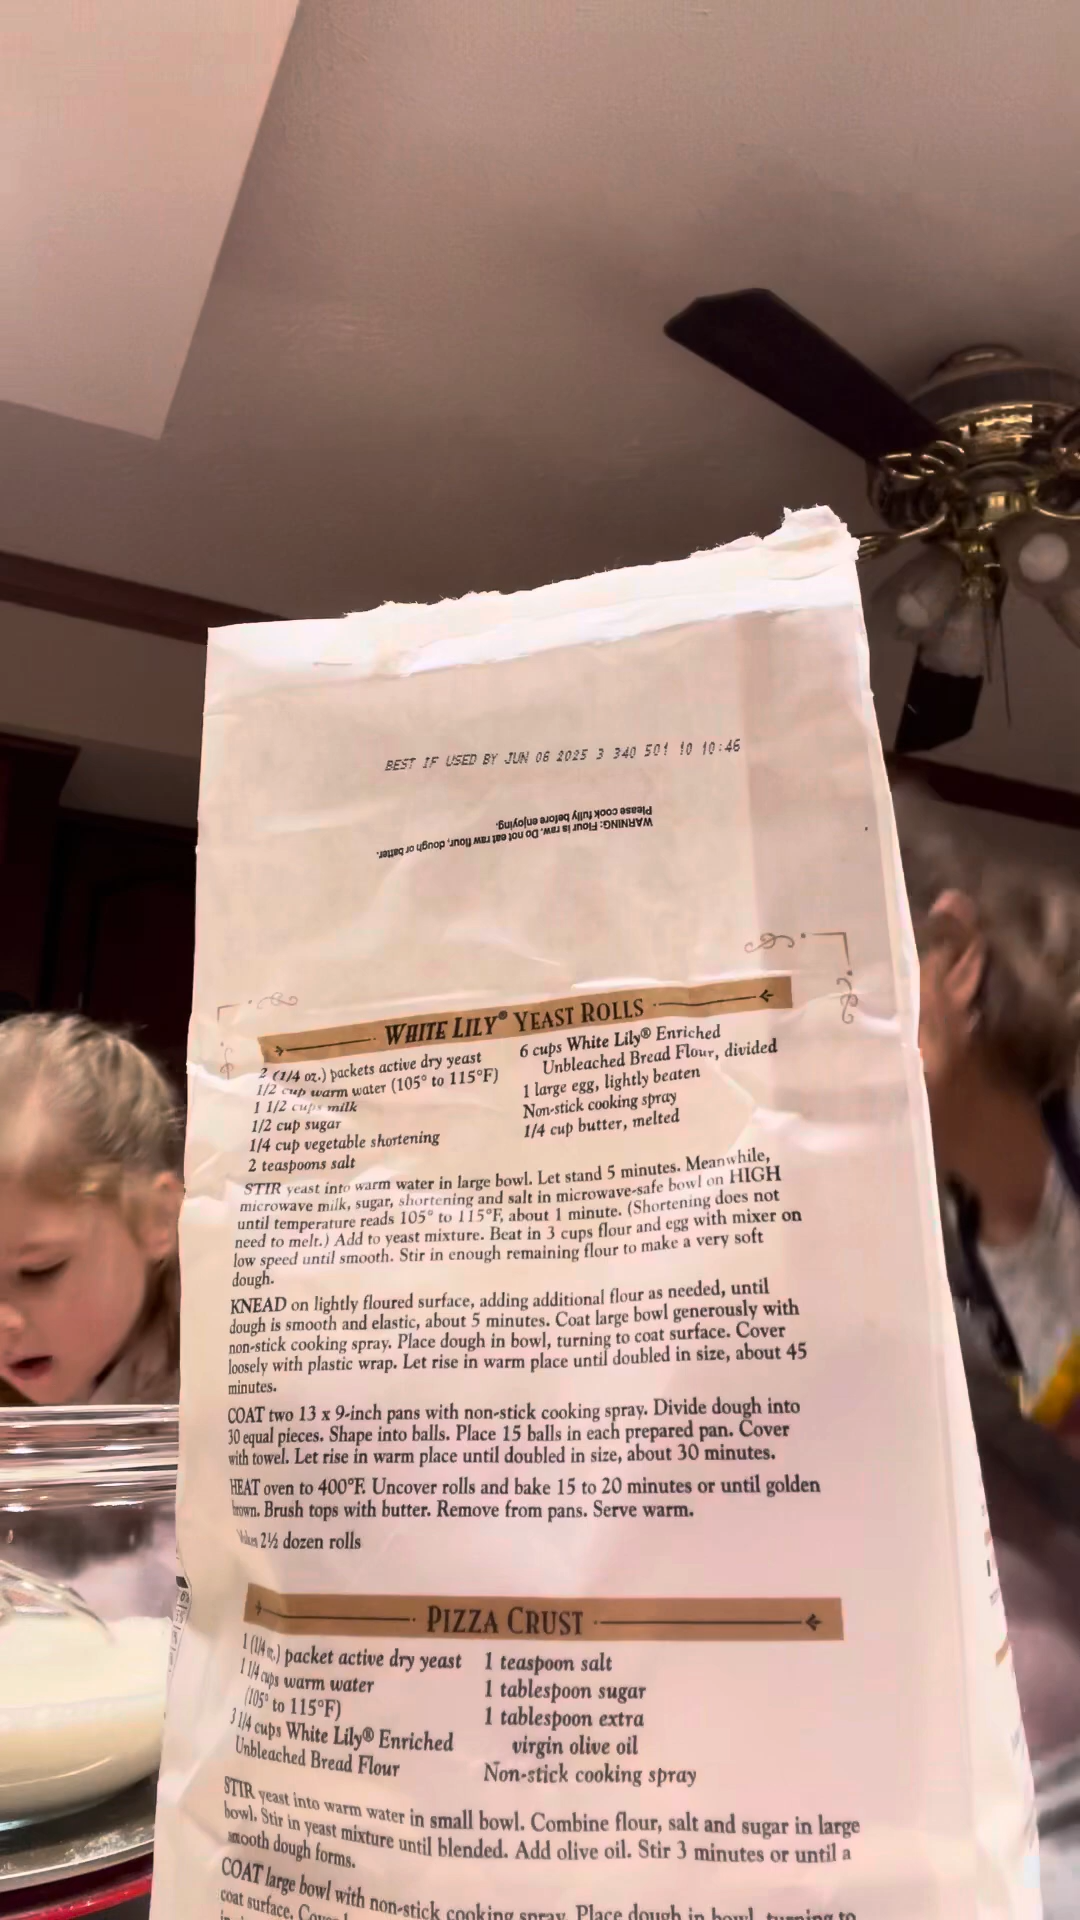 BEST IF USED BY JUN 06 2025 3 340 501 10 10:46
WARNING: Flour is raw. Do not eat raw flour, dough or batter.
Please cook fully before enjoying.
WHITE LILY® YEAST ROLLS
2 (1/4 oz.) packets active dry yeast
1/2 cup warm water (105° to 115°F)
1 1/2 cups milk
1/2 cup sugar
1/4 cup vegetable shortening
2 teaspoons salt
6 cups White Lily® Enriched
Unbleached Bread Flour, divided
1 large egg, lightly beaten
Non-stick cooking spray
1/4 cup butter, melted
STIR yeast into warm water in large bowl. Let stand 5 minutes. Meanwhile,
microwave milk, sugar, shortening and salt in microwave-safe bowl on HIGH
until temperature reads 105° to 115°F, about 1 minute. (Shortening does not
need to melt.) Add to yeast mixture. Beat in 3 cups flour and egg with mixer on
low speed until smooth. Stir in enough remaining flour to make a very soft
dough.
KNEAD on lightly floured surface, adding additional flour as needed, until
dough is smooth and elastic, about 5 minutes. Coat large bowl generously with
non-stick cooking spray. Place dough in bowl, turning to coat surface. Cover
loosely with plastic wrap. Let rise in warm place until doubled in size, about 45
minutes.
COAT two 13 x 9-inch pans with non-stick cooking spray. Divide dough into
30 equal pieces. Shape into balls. Place 15 balls in each prepared pan. Cover
with towel. Let rise in warm place until doubled in size, about 30 minutes.
HEAT oven to 400°F. Uncover rolls and bake 15 to 20 minutes or until golden
brown. Brush tops with butter. Remove from pans. Serve warm.
Makes 2½ dozen rolls
PIZZA CRUST
1 (1/4 oz.) packet active dry yeast
1 1/4 cups warm water
(105° to 115°F)
3 1/4 cups White Lily® Enriched
Unbleached Bread Flour
1 teaspoon salt
1 tablespoon sugar
1 tablespoon extra
virgin olive oil
Non-stick cooking spray
STIR yeast into warm water in small bowl. Combine flour, salt and sugar in large
bowl. Stir in yeast mixture until blended. Add olive oil. Stir 3 minutes or until a
smooth dough forms.
COAT large bowl with non-stick cooking spray. Place dough in bowl, turning to
coat surface.